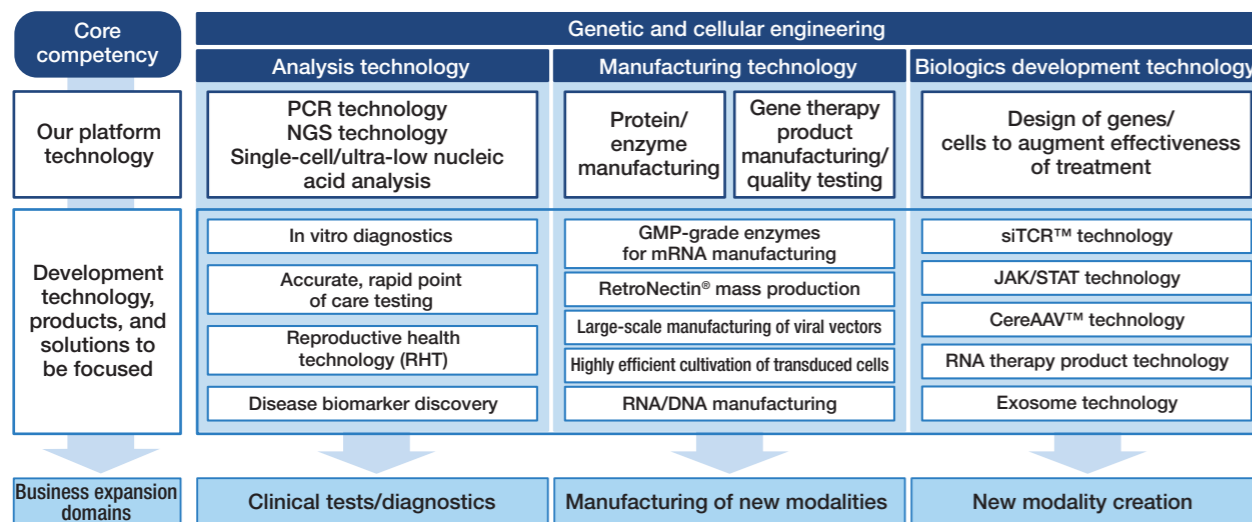 Core
competency
Genetic and cellular engineering
Analysis technology
Manufacturing technology
Biologics development technology
Our platform
technology
PCR technology
NGS technology
Single-cell/ultra-low nucleic
acid analysis
Protein/
enzyme
manufacturing
Gene therapy
product
manufacturing/
quality testing
Design of genes/
cells to augment effectiveness
of treatment
Development
technology,
products, and
solutions to
be focused
In vitro diagnostics
Accurate, rapid point
of care testing
Reproductive health
technology (RHT)
Disease biomarker discovery
GMP-grade enzymes
for mRNA manufacturing
RetroNectin® mass production
Large-scale manufacturing of viral vectors
Highly efficient cultivation of transduced cells
RNA/DNA manufacturing
siTCR™ technology
JAK/STAT technology
CereAAV™ technology
RNA therapy product technology
Exosome technology
Business expansion
domains
Clinical tests/diagnostics
Manufacturing of new modalities
New modality creation